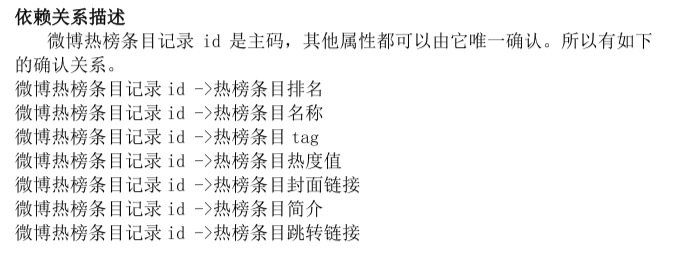 依赖关系描述
微博热榜条目记录 id 是主码，其他属性都可以由它唯一确认。所以有如下
的确认关系。
微博热榜条目记录 id ->热榜条目排名
微博热榜条目记录 id ->热榜条目名称
微博热榜条目记录 id ->热榜条目 tag
微博热榜条目记录 id ->热榜条目热度值
微博热榜条目记录 id ->热榜条目封面链接
微博热榜条目记录 id ->热榜条目简介
微博热榜条目记录 id ->热榜条目跳转链接